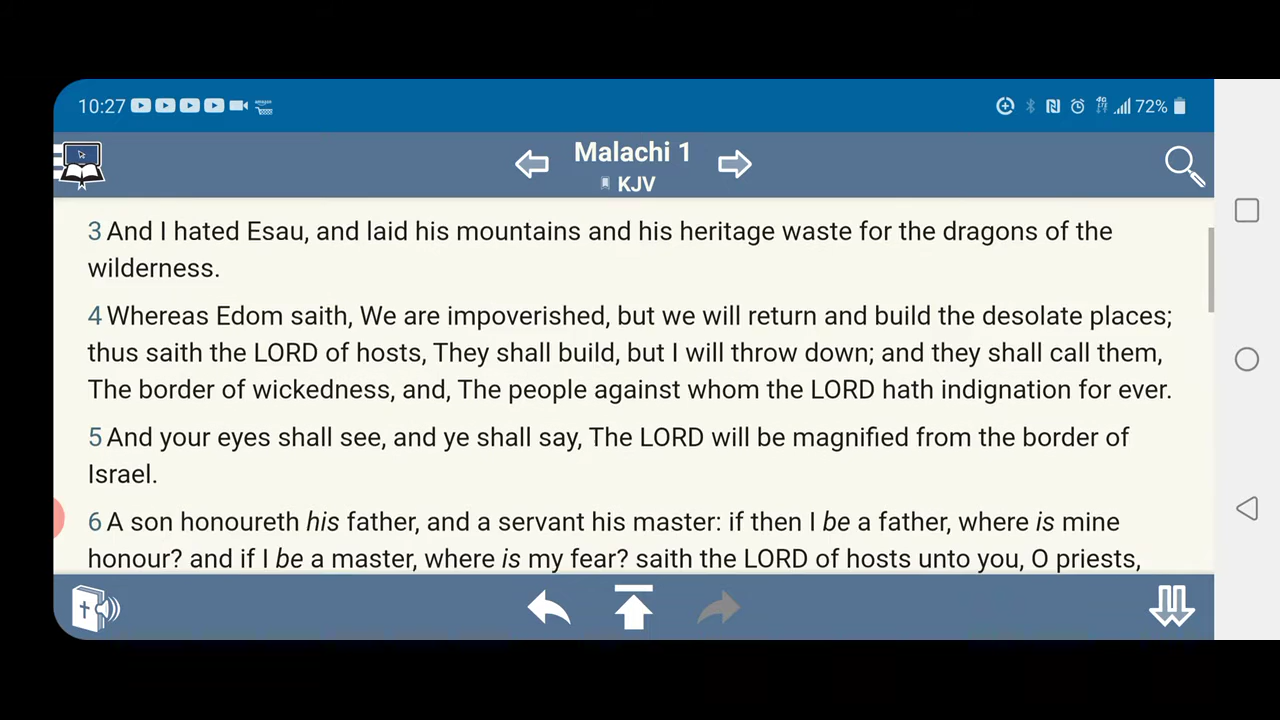 10:27
4G
72%
Malachi 1
KJV
3 And I hated Esau, and laid his mountains and his heritage waste for the dragons of the
wilderness.
4 Whereas Edom saith, We are impoverished, but we will return and build the desolate places;
thus saith the LORD of hosts, They shall build, but I will throw down; and they shall call them,
The border of wickedness, and, The people against whom the LORD hath indignation for ever.
5 And your eyes shall see, and ye shall say, The LORD will be magnified from the border of
Israel.
6 A son honoureth his father, and a servant his master: if then I be a father, where is mine
honour? and if I be a master, where is my fear? saith the LORD of hosts unto you, O priests,